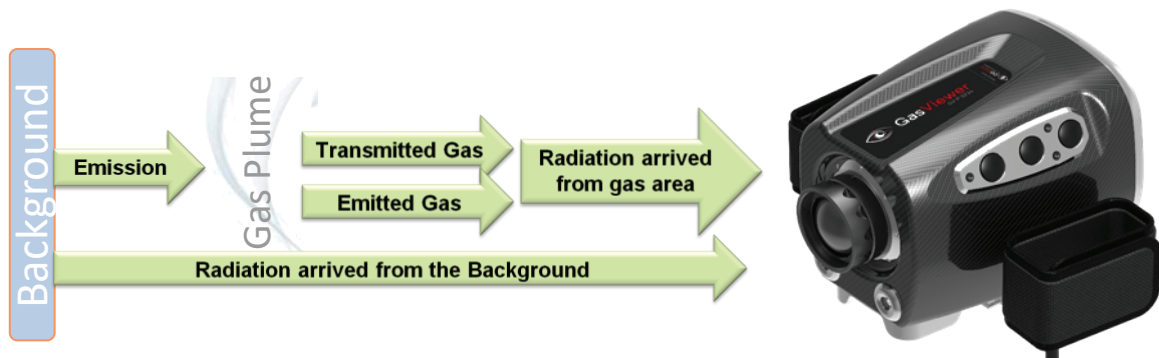 Background
Emission
Gas Plume
Transmitted Gas
Emitted Gas
Radiation arrived
from gas area
Radiation arrived from the Background
GasViewer